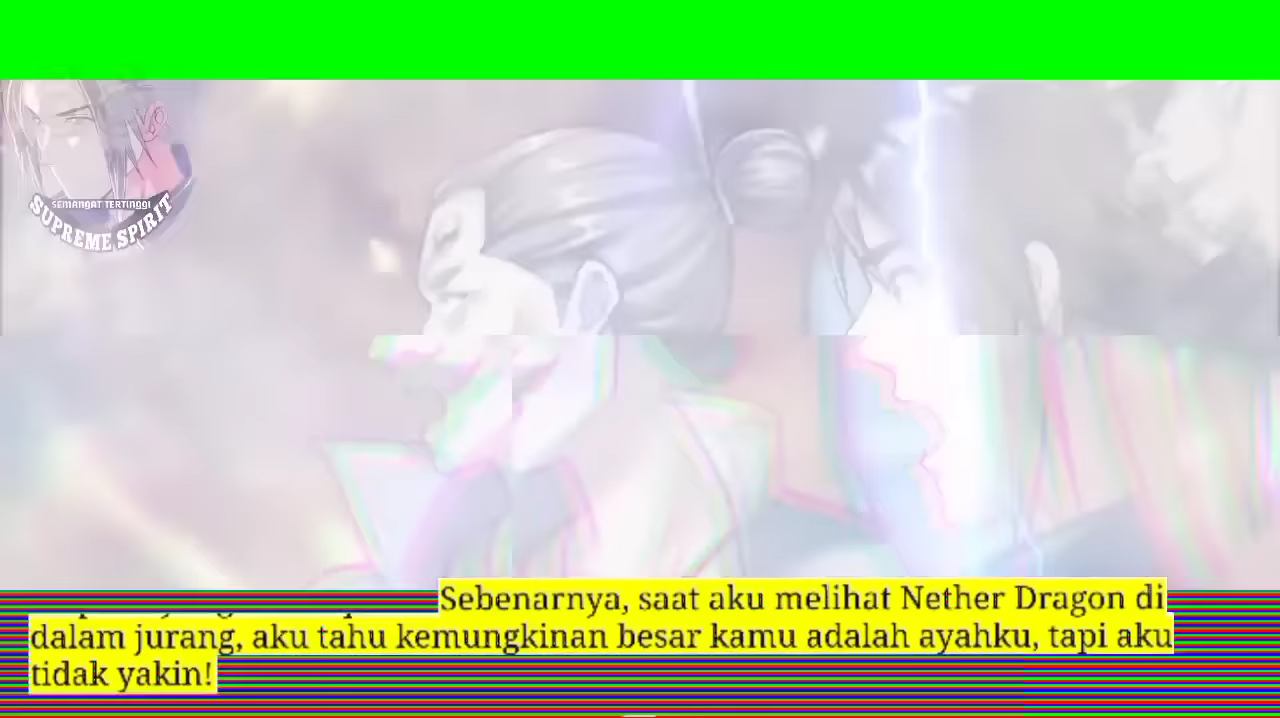 SEMANGAT TERTINGGI
SUPREME SPIRIT
Sebenarnya, saat aku melihat Nether Dragon di
dalam jurang, aku tahu kemungkinan besar kamu adalah ayahku, tapi aku
tidak yakin!